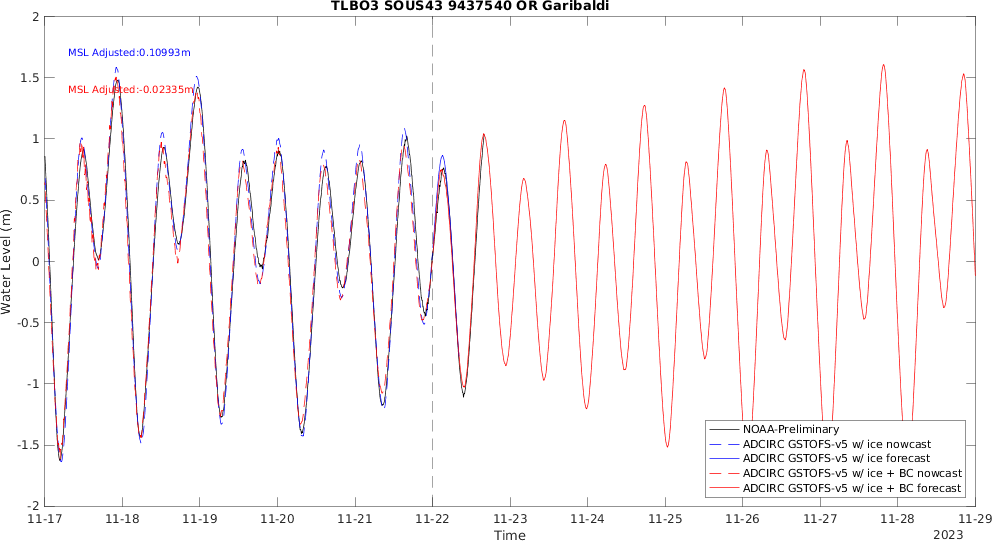 TLBO3 SOUS43 9437540 OR Garibaldi
MSL Adjusted:0.10993m
MSL Adjusted:-0.02335m
Water Level (m)
2
1.5
1
0.5
0
-0.5
-1
-1.5
-2
NOAA-Preliminary
ADCIRC GSTOFS-v5 w/ ice nowcast
ADCIRC GSTOFS-v5 w/ ice forecast
ADCIRC GSTOFS-v5 w/ ice + BC nowcast
ADCIRC GSTOFS-v5 w/ ice + BC forecast
11-17 11-18 11-19 11-20 11-21 11-22 11-23 11-24 11-25 11-26 11-27 11-28 11-29
Time
2023